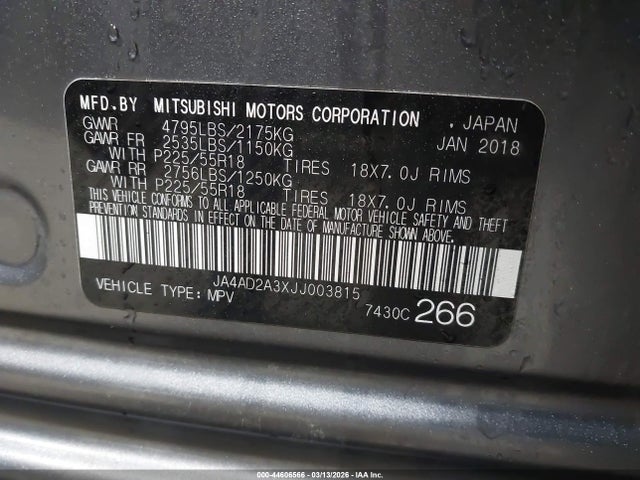 MFD.BY MITSUBISHI MOTORS CORPORATION , JAPAN
GVWR 4795LBS/2175KG JAN 2018
GAWR FR 2535LBS/1150KG
WITH P225/55R18 TIRES 18X7.0J RIMS
GAWR RR 2756LBS/1250KG
WITH P225/55R18 TIRES 18X7.0J RIMS
THIS VEHICLE CONFORMS TO ALL APPLICABLE FEDERAL MOTOR VEHICLE SAFETY AND THEFT
PREVENTION STANDARDS IN EFFECT ON THE DATE OF MANUFACTURE SHOWN ABOVE.
JA4AD2A3XJJ003815
VEHICLE TYPE: MPV 7430C 266
000-44606566 - 03/13/2026 - IAA Inc.